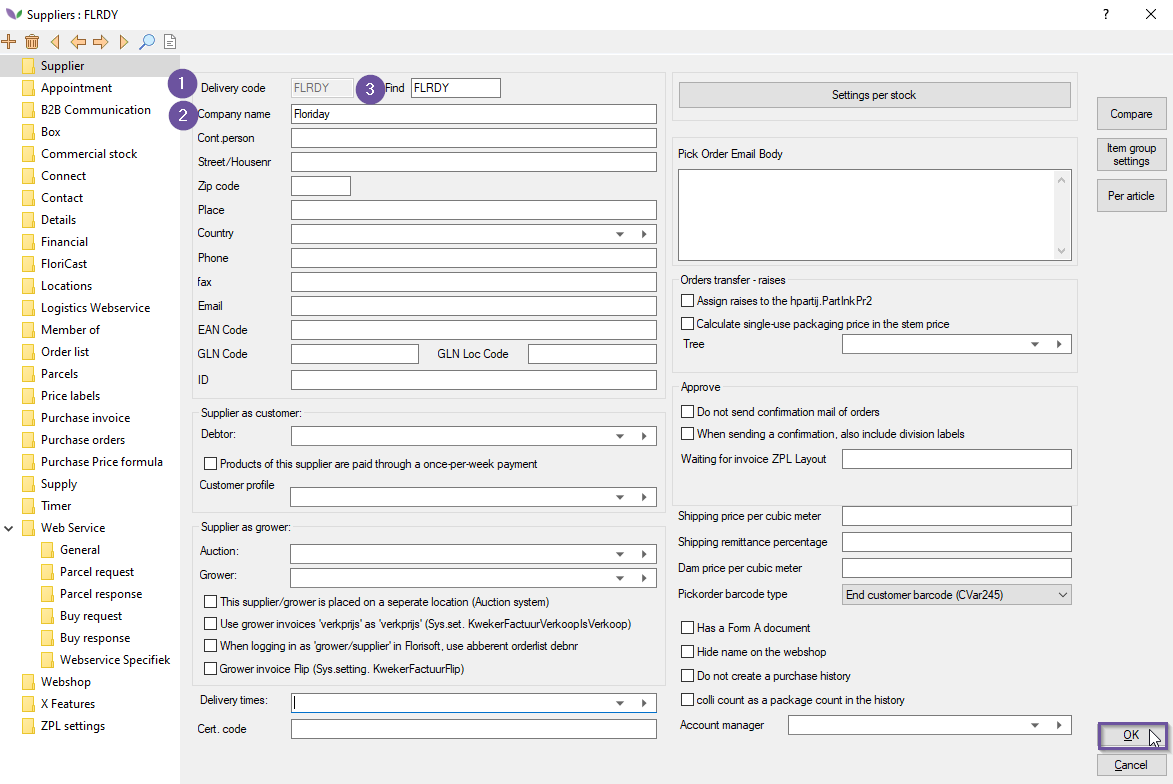 Suppliers : FLRDY
?
Supplier
Appointment
B2B Communication
Box
Commercial stock
Connect
Contact
Details
Financial
FloriCast
Locations
Logistics Webservice
Member of
Order list
Parcels
Price labels
Purchase invoice
Purchase orders
Purchase Price formula
Supply
Timer
Web Service
General
Parcel request
Parcel response
Buy request
Buy response
Webservice Specifiek
Webshop
X Features
ZPL settings
1 Delivery code FLRDY 3 Find FLRDY
2 Company name Floriday
Cont.person
Street/Housenr
Zip code
Place
Country
Phone
fax
Email
EAN Code
GLN Code GLN Loc Code
ID
Supplier as customer:
Debtor:
Products of this supplier are paid through a once-per-week payment
Customer profile
Supplier as grower:
Auction:
Grower:
This supplier/grower is placed on a seperate location (Auction system)
Use grower invoices 'verkprijs' as 'verkprijs' (Sys.set. KwekerFactuurVerkoopIsVerkoop)
When logging in as 'grower/supplier' in Florisoft, use abberent orderlist debnr
Grower invoice Flip (Sys.setting. KwekerFactuurFlip)
Delivery times:
Cert. code
Settings per stock
Pick Order Email Body
Orders transfer - raises
Assign raises to the hpartij.PartInkPr2
Calculate single-use packaging price in the stem price
Tree
Approve
Do not send confirmation mail of orders
When sending a confirmation, also include division labels
Waiting for invoice ZPL Layout
Shipping price per cubic meter
Shipping remittance percentage
Dam price per cubic meter
Pickorder barcode type End customer barcode (CVar245)
Has a Form A document
Hide name on the webshop
Do not create a purchase history
colli count as a package count in the history
Account manager
Compare
Item group
settings
Per article
OK
Cancel